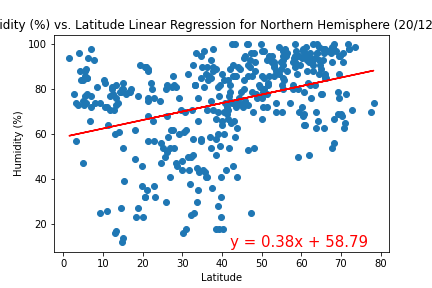 idity (%) vs. Latitude Linear Regression for Northern Hemisphere (20/12
100
80
60
40
20
Humidity (%)
y = 0.38x + 58.79
0 10 20 30 40 50 60 70 80
Latitude